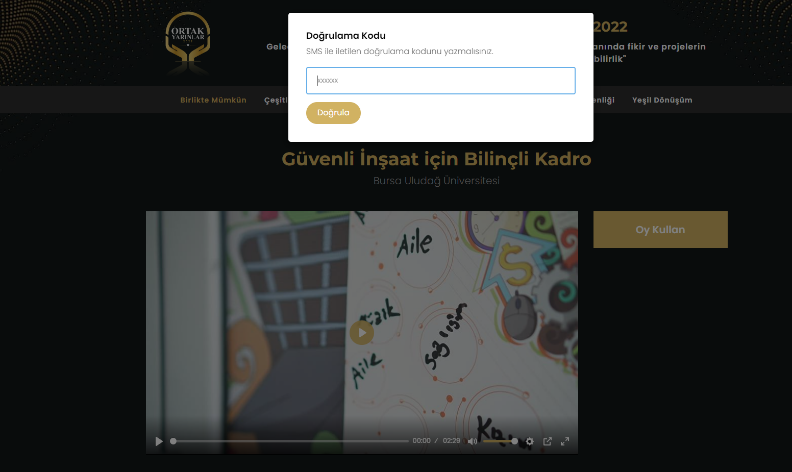 ORTAK
YARINLAR
2022
Doğrulama Kodu
SMS ile iletilen doğrulama kodunu yazmalısınız.
xxxxxx
Doğrula
Gele
anında fikir ve projelerin
bilirlik"
Birlikte Mümkün
Çeşitl
enliği
Yeşil Dönüşüm
Güvenli İnşaat için Bilinçli Kadro
Bursa Uludağ Üniversitesi
Oy Kullan
Aile
Aile
00:00 / 02:29